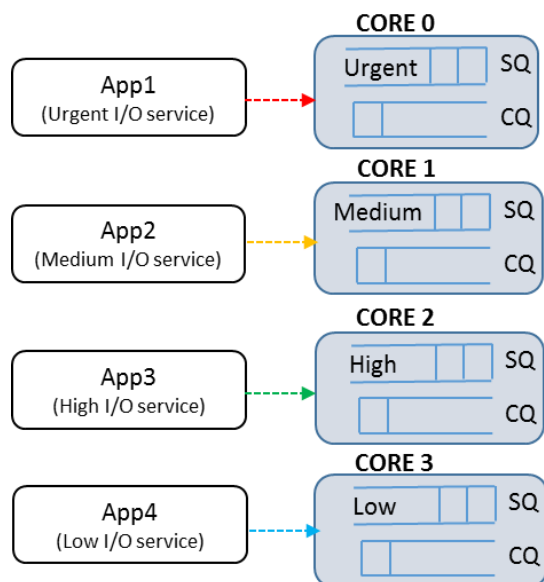 CORE 0
App1
(Urgent I/O service)
Urgent
SQ
CQ
CORE 1
App2
(Medium I/O service)
Medium
SQ
CQ
CORE 2
App3
(High I/O service)
High
SQ
CQ
CORE 3
App4
(Low I/O service)
Low
SQ
CQ